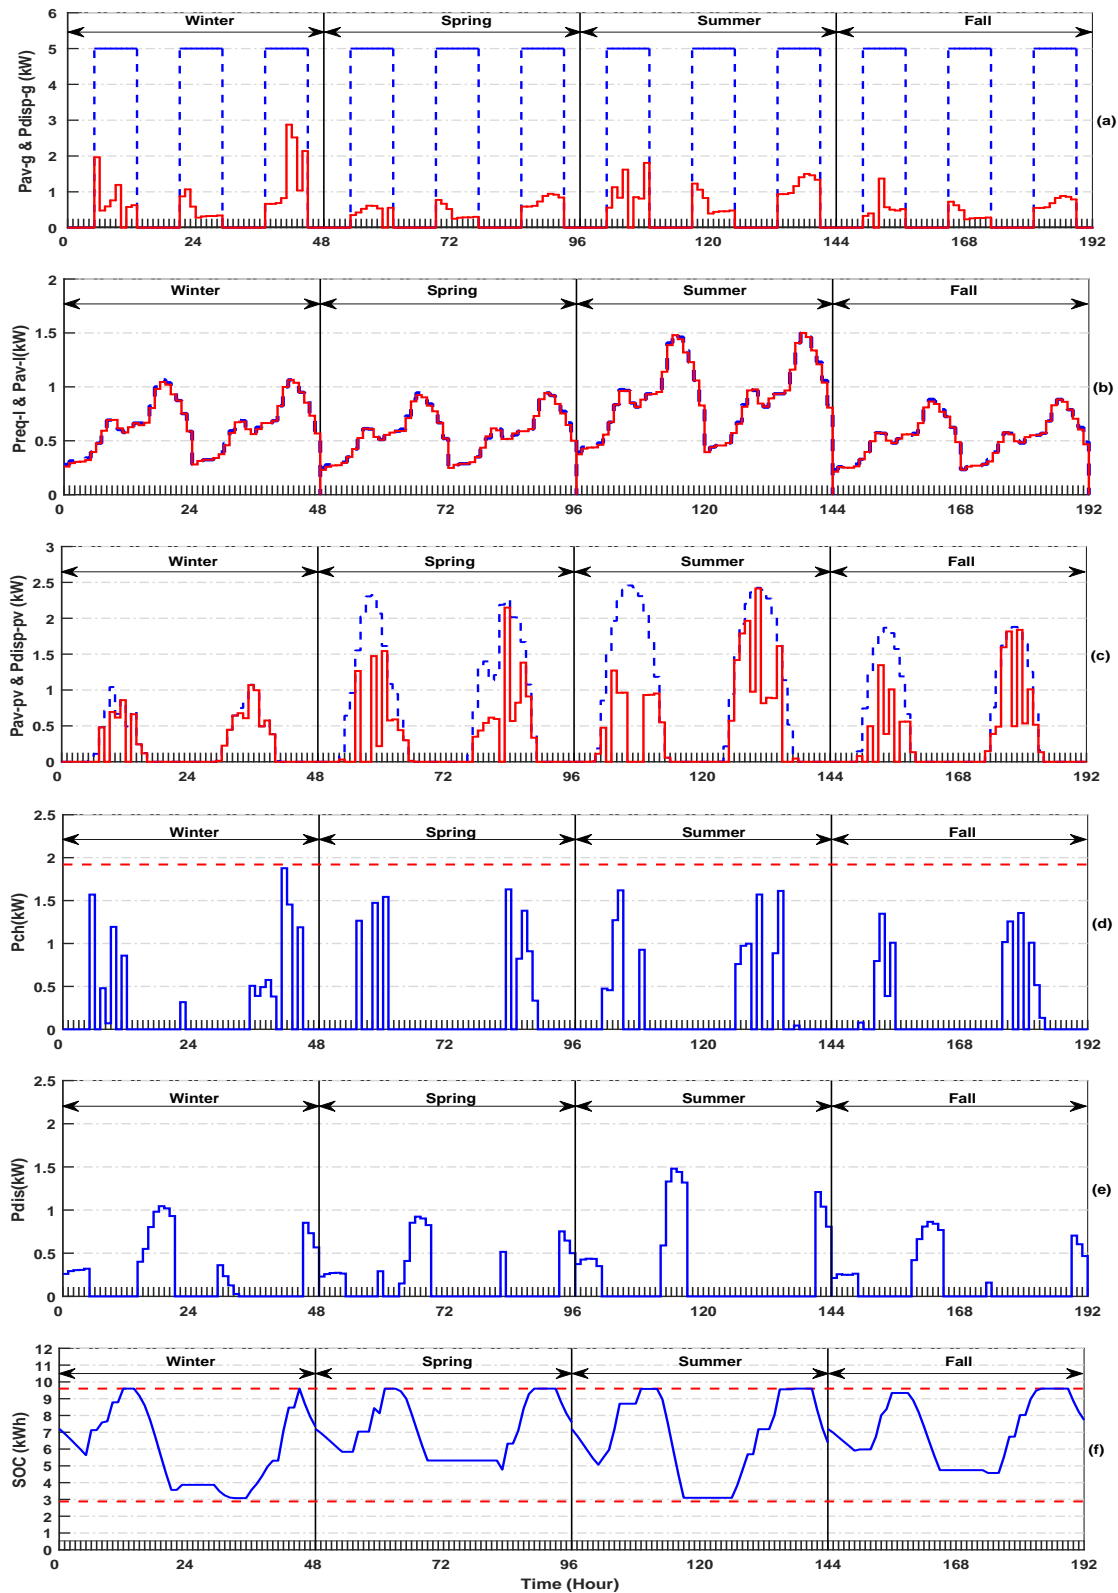 Winter Spring Summer Fall
6
5
4
3
2
1
0
Pav-g & Pdisp-g (kW)
(a)
0 24 48 72 96 120 144 168 192
Winter Spring Summer Fall
2
1.5
1
0.5
0
Preq-l & Pav-l(kW)
(b)
0 24 48 72 96 120 144 168 192
Winter Spring Summer Fall
3
2.5
2
1.5
1
0.5
0
Pav-pv & Pdisp-pv (kW)
(c)
0 24 48 72 96 120 144 168 192
Winter Spring Summer Fall
2.5
2
1.5
1
0.5
0
Pch(kW)
(d)
0 24 48 72 96 120 144 168 192
Winter Spring Summer Fall
2.5
2
1.5
1
0.5
0
Pdis(kW)
(e)
0 24 48 72 96 120 144 168 192
Winter Spring Summer Fall
12
11
10
9
8
7
6
5
4
3
2
1
0
SOC (kWh)
(f)
0 24 48 72 96 120 144 168 192
Time (Hour)